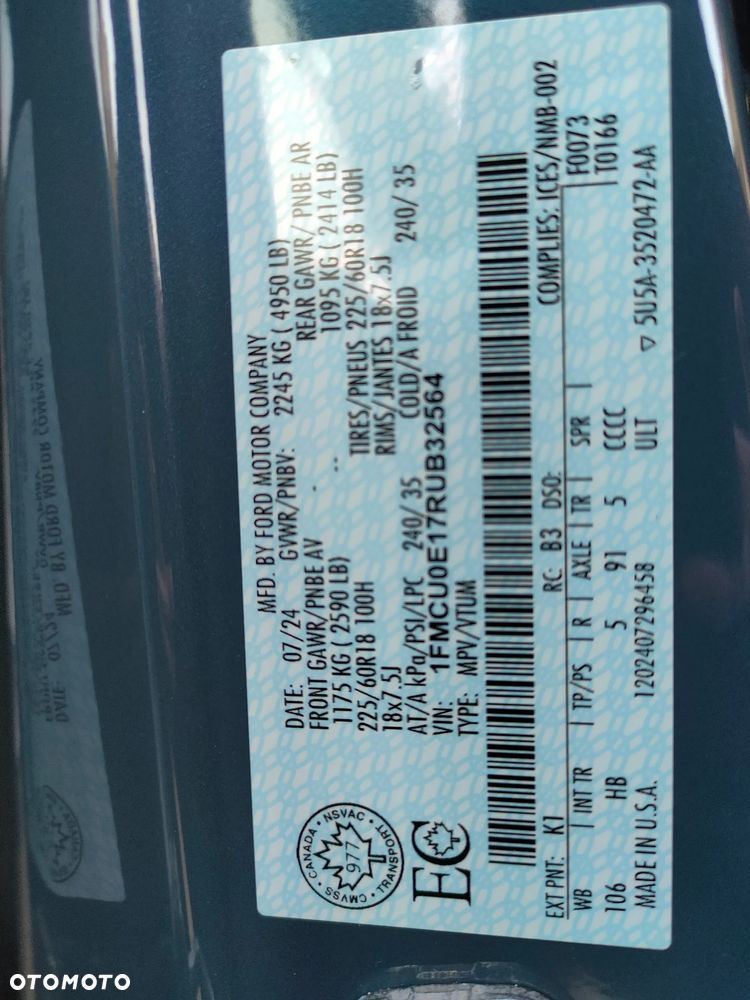 MFD. BY FORD MOTOR COMPANY
DATE: 07/24 GVWR/PNBV: 2245 KG ( 4950 LB)
FRONT GAWR/PNBE AV REAR GAWR/ PNBE AR
1175 KG ( 2590 LB) 1095 KG ( 2414 LB)
225/60R18 100H TIRES/PNEUS 225/60R18 100H
18x7.5J RIMS/JANTES 18x7.5J
AT/A kPa/PSI/LPC 240/ 35 COLD/A FROID 240/ 35
VIN: 1FMCU0E17RUB32564
TYPE: MPV/VTUM
CANADA • NSVAC • TRANSPORT • CMVSS •
977
EC
COMPLIES: ICES/NMB-002
EXT PNT: K1 RC: B3 DSO: F0073
WB INT TR TP/PS R AXLE TR SPR T0166
106 HB 5 91 5 CCCC
MADE IN U.S.A. 1202407296458 ULT ▽ 5U5A-3520472-AA
DATE: 07/24
OTOMOTO